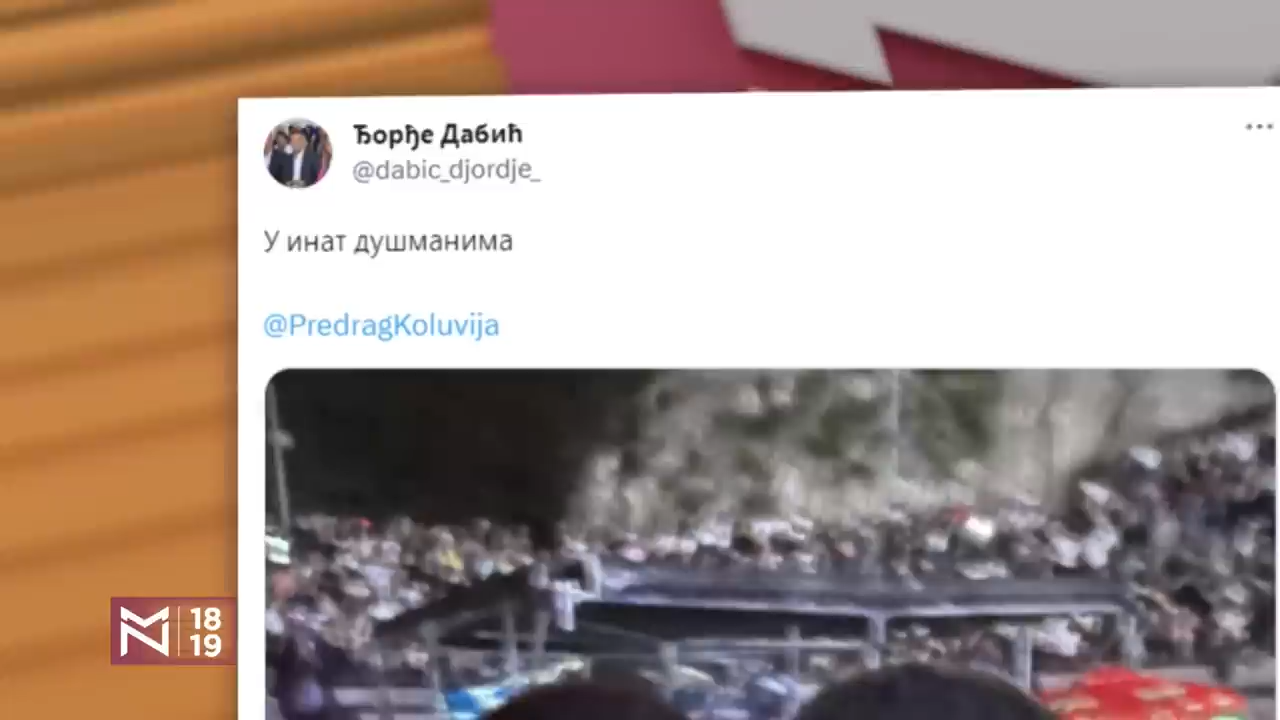 Ђорђе Дабић
@dabic_djordje_
У инат душманима
@PredragKoluvija
18
19